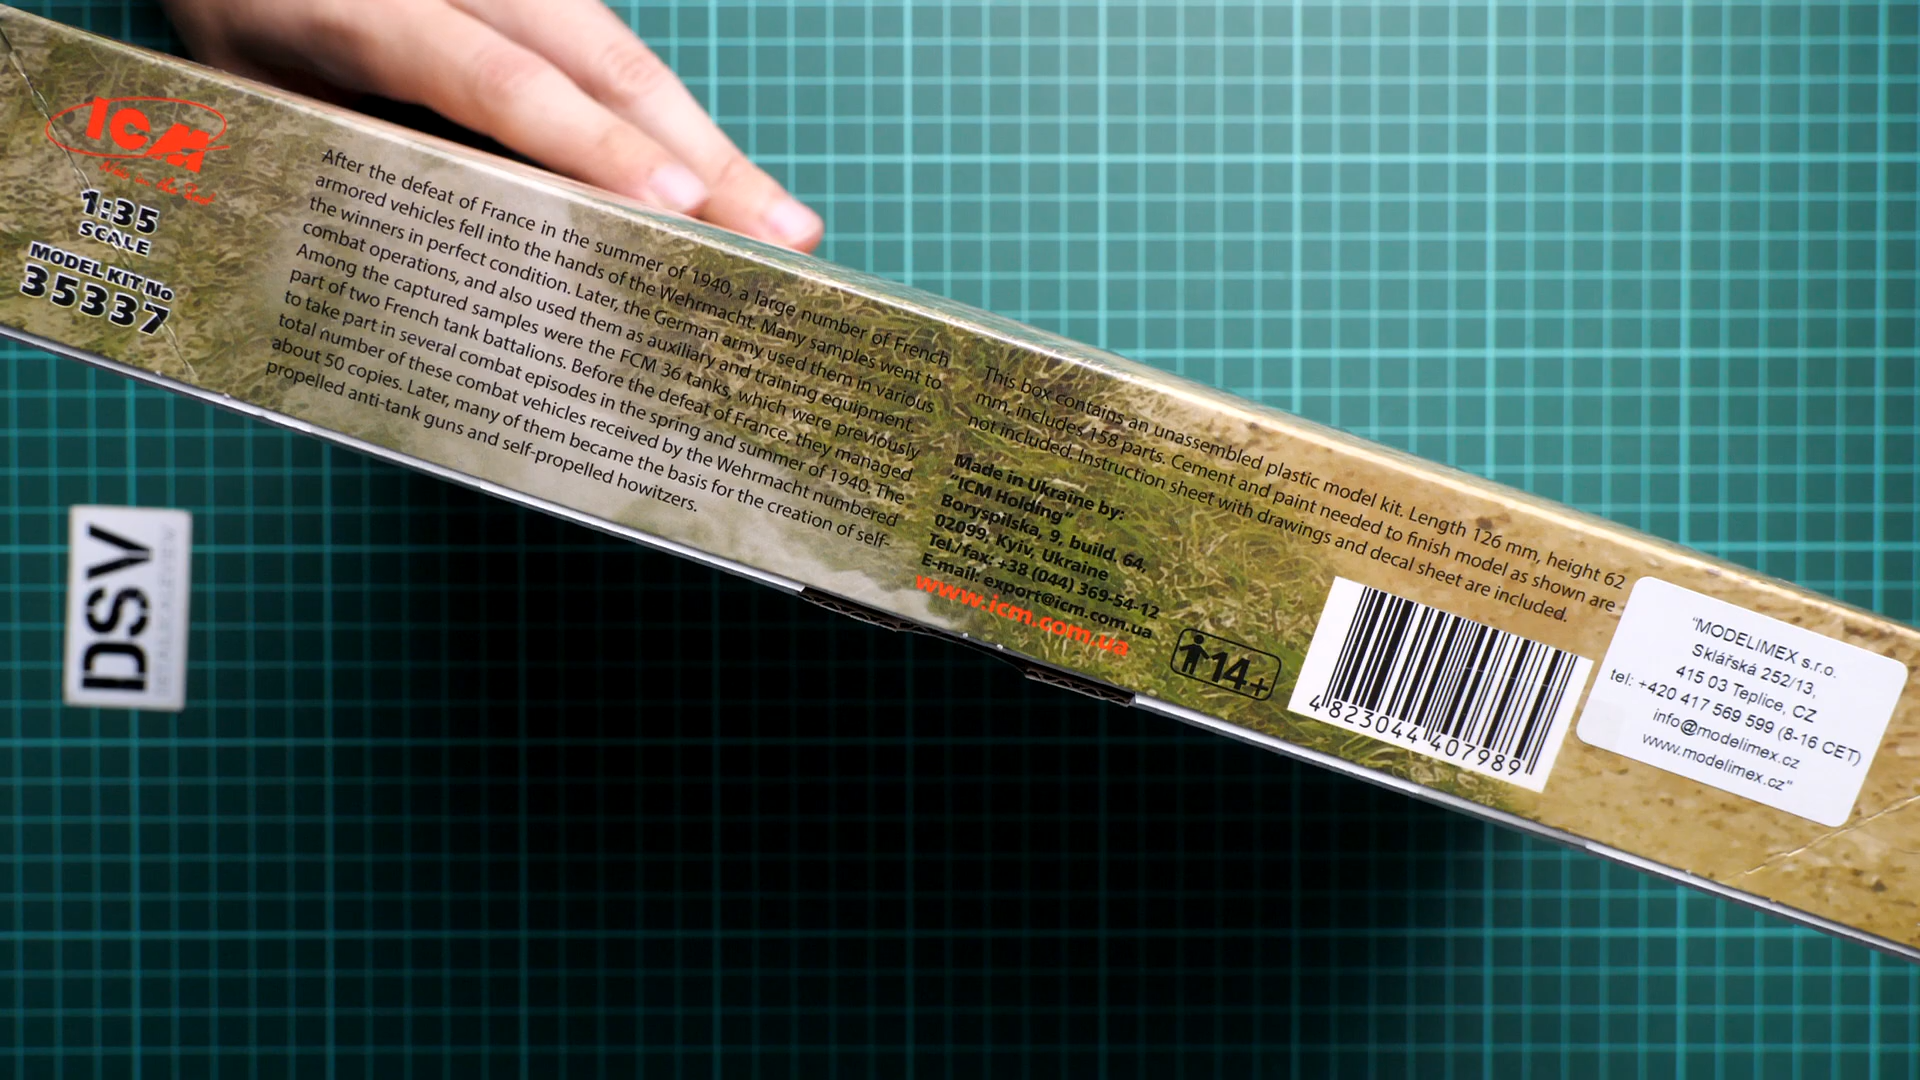 ICM
1:35
SCALE
MODEL KIT No
35337
After the defeat of France in the summer of 1940, a large number of French
armored vehicles fell into the hands of the Wehrmacht. Many samples went to
the winners in perfect condition. Later, the German army used them in various
combat operations, and also used them as auxiliary and training equipment.
Among the captured samples were the FCM 36 tanks, which were previously
part of two French tank battalions. Before the defeat of France, they managed
to take part in several combat episodes in the spring and summer of 1940. The
total number of these combat vehicles received by the Wehrmacht numbered
about 50 copies. Later, many of them became the basis for the creation of self-
propelled anti-tank guns and self-propelled howitzers.
This box contains an unassembled plastic model kit. Length 126 mm, height 62
mm, includes 158 parts. Cement and paint needed to finish model as shown are
not included. Instruction sheet with drawings and decal sheet are included.
Made in Ukraine by:
"ICM Holding"
Boryspilska, 9, build. 64,
02099, Kyiv, Ukraine
Tel./fax: +38 (044) 369-54-12
E-mail: export@icm.com.ua
www.icm.com.ua
14+
4 823044 407989
"MODELIMEX s.r.o.
Sklářská 252/13,
415 03 Teplice, CZ
tel: +420 417 569 599 (8-16 CET)
info@modelimex.cz
www.modelimex.cz"
DSV